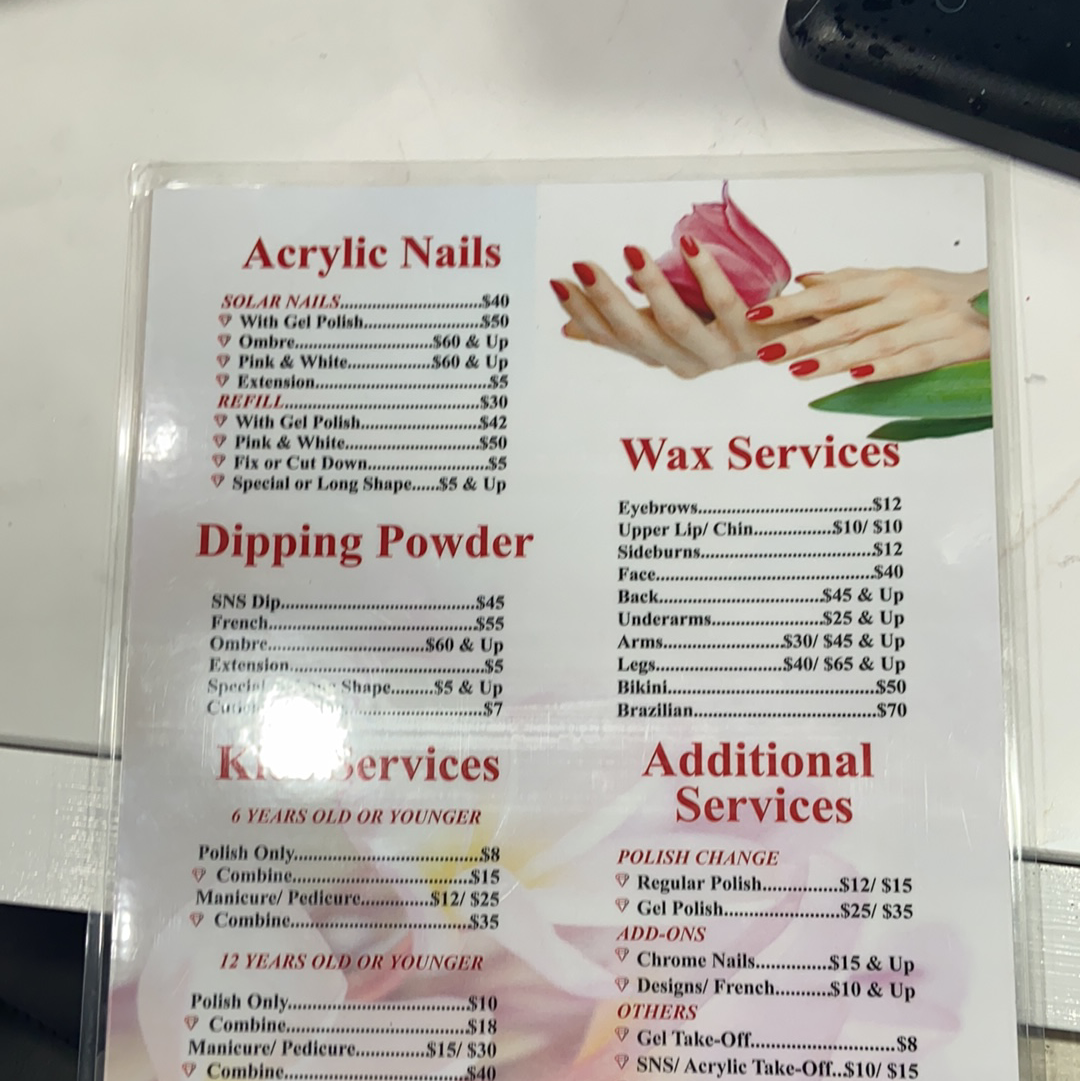 Acrylic Nails
SOLAR NAILS..................................$40
With Gel Polish............................$50
Ombre.................................$60 & Up
Pink & White....................$60 & Up
Extension.........................................$5
REFILL..............................................$30
With Gel Polish............................$42
Pink & White................................$50
Fix or Cut Down............................$5
Special or Long Shape......$5 & Up
Dipping Powder
SNS Dip..............................................$45
French.................................................$55
Ombre.....................................$60 & Up
Extension..............................................$5
Shape.........$5 & Up
$7
Services
6 YEARS OLD OR YOUNGER
Polish Only............................................$8
Combine..........................................$15
Manicure/ Pedicure.............$12/ $25
Combine..........................................$35
12 YEARS OLD OR YOUNGER
Polish Only..........................................$10
Combine..........................................$18
Manicure/ Pedicure.............$15/ $30
Combine..........................................$40
Wax Services
Eyebrows.........................................$12
Upper Lip/ Chin..................$10/ $10
Sideburns........................................$12
Face...................................................$40
Back......................................$45 & Up
Underarms..........................$25 & Up
Arms............................$30/ $45 & Up
Legs.............................$40/ $65 & Up
Bikini................................................$50
Brazilian..........................................$70
Additional
Services
POLISH CHANGE
Regular Polish..............$12/ $15
Gel Polish.......................$25/ $35
ADD-ONS
Chrome Nails..............$15 & Up
Designs/ French..........$10 & Up
OTHERS
Gel Take-Off............................$8
SNS/ Acrylic Take-Off..$10/ $15